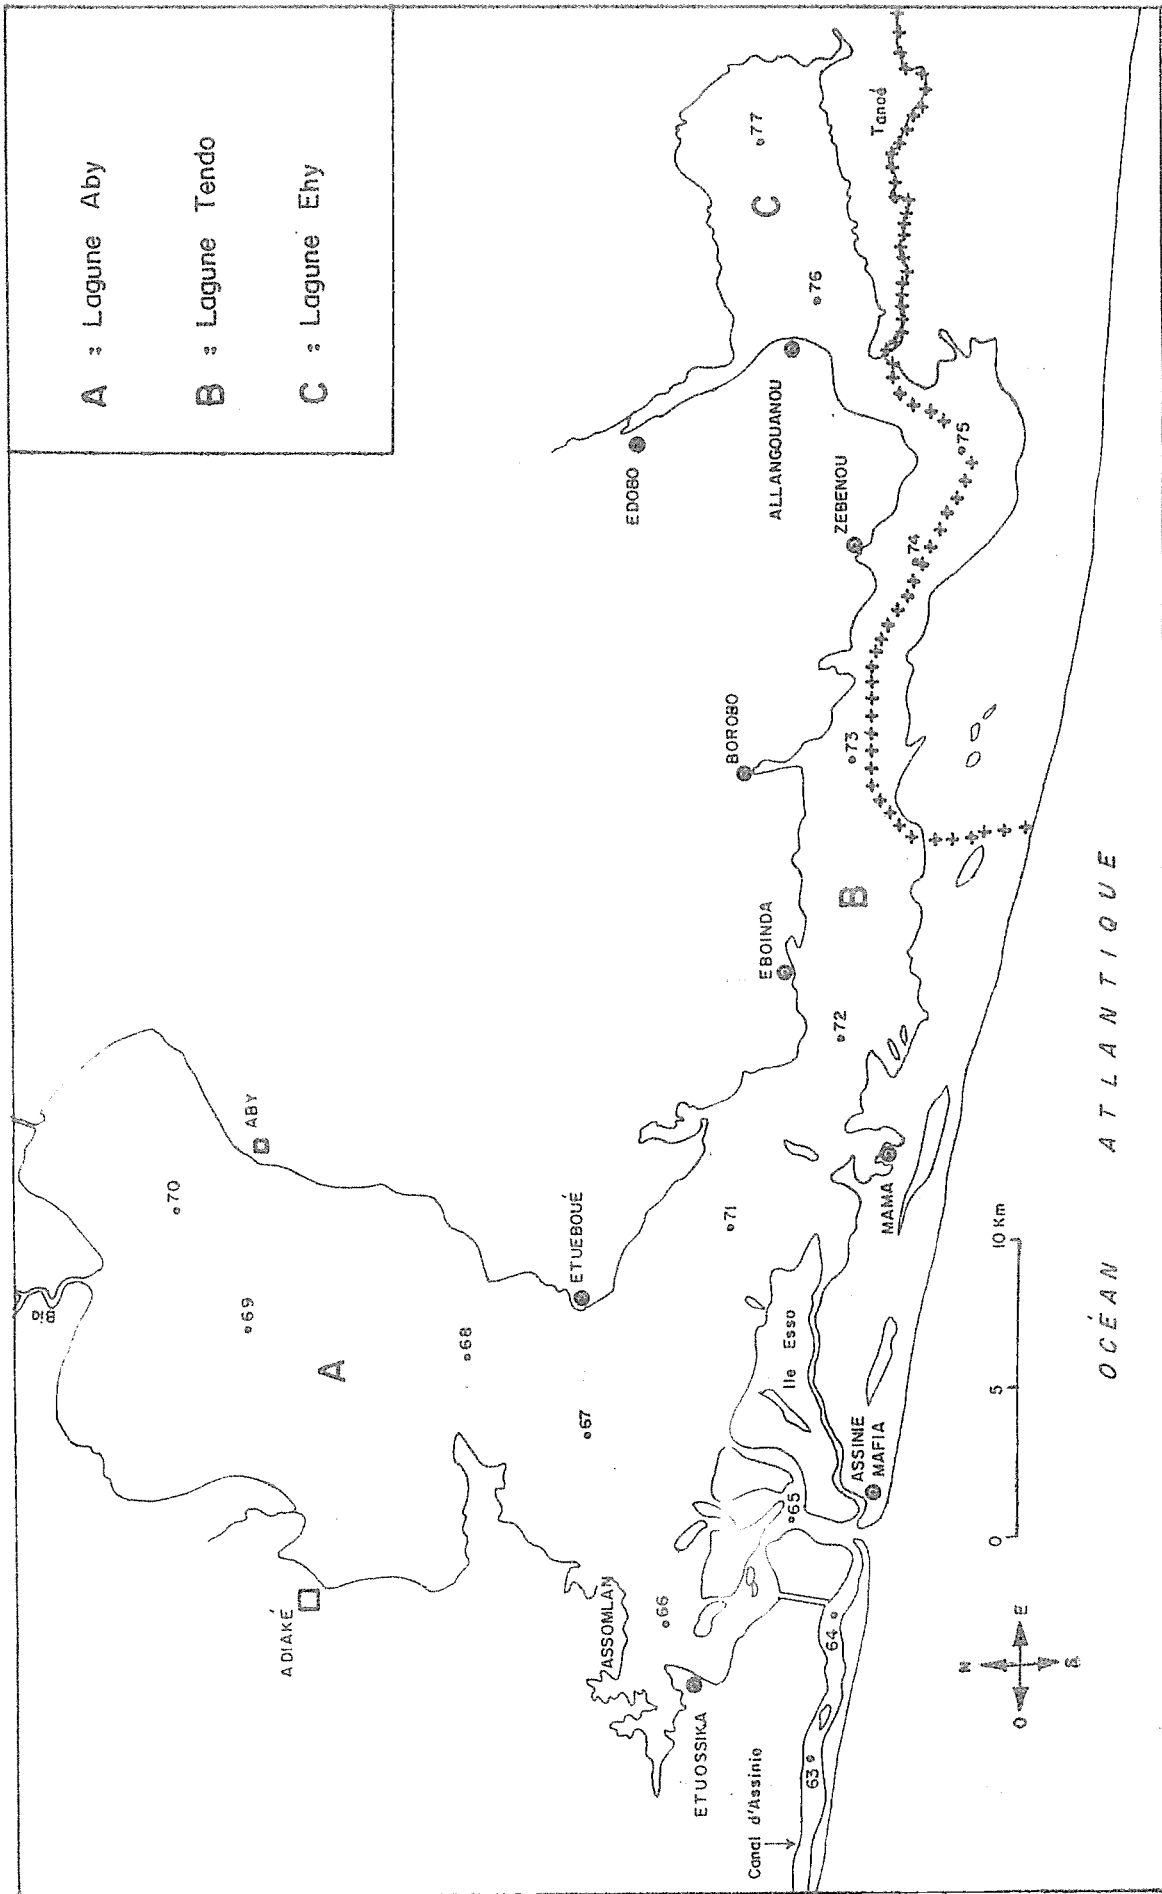 A : Lagune Aby
B : Lagune Tendo
C : Lagune Ehy
Bia
70
ABY
69
A
ADIAKÉ
68
ETUEBOUÉ
67
ASSOMLAN
66
ETUOSSIKA
71
Ile Esso
65
ASSINIE
MAFIA
MAMA
64
63
Canal d'Assinie
72
EBOINDA
B
BOROBO
73
EDOBO
ALLANGOUANOU
ZEBENOU
74
75
76
C
77
Tanoé
N
O
E
S
0
5
10 Km
OCÉAN ATLANTIQUE